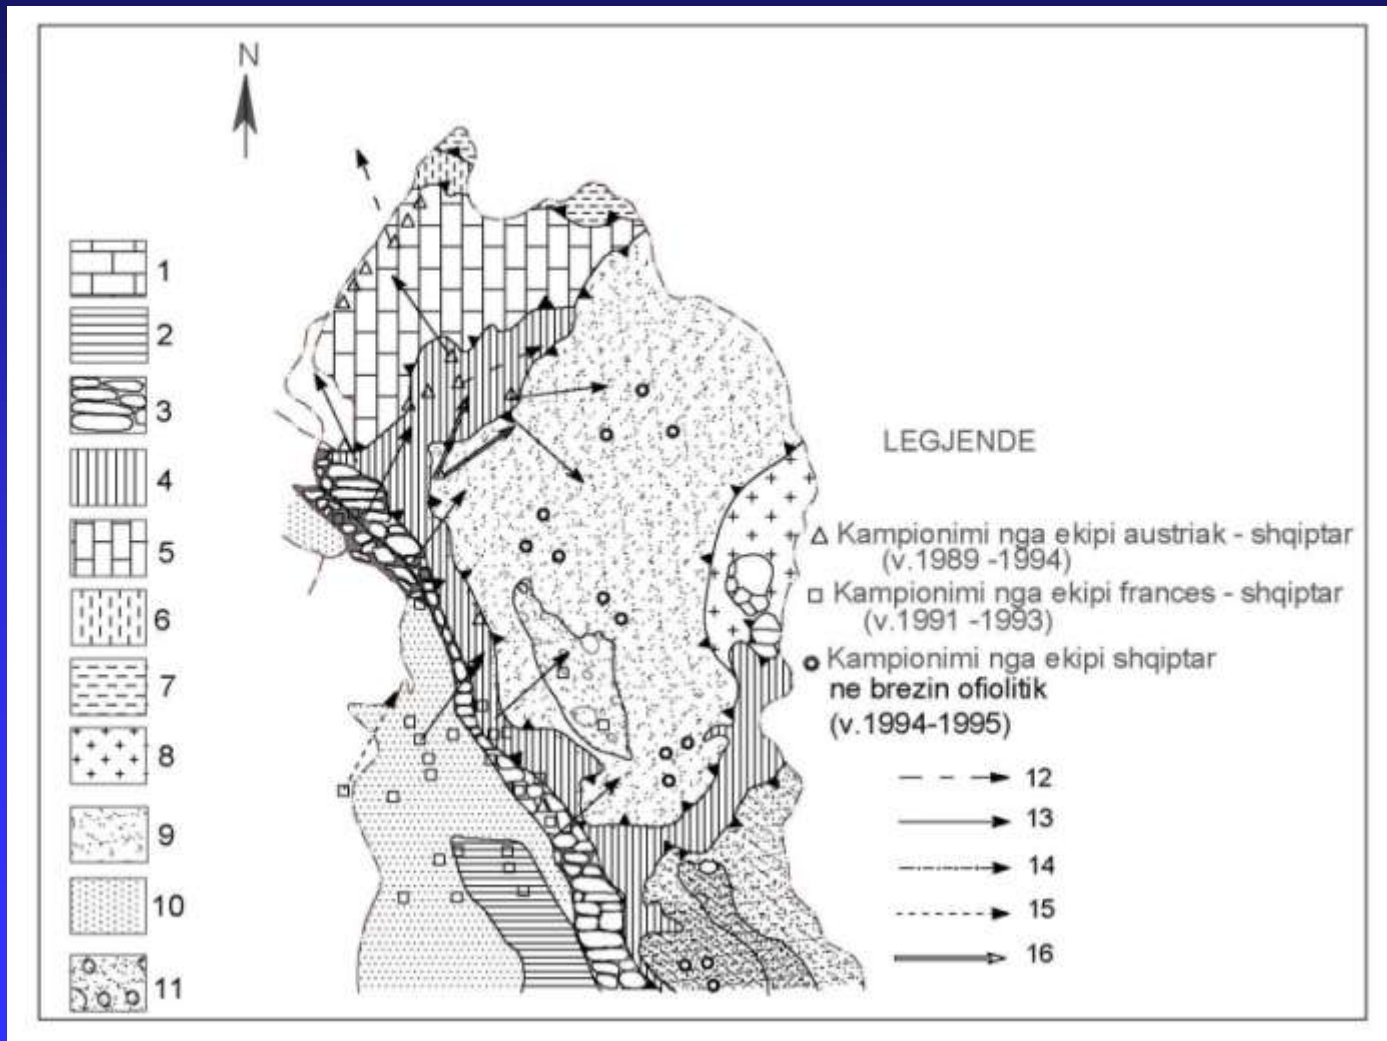 N
1
2
3
4
5
6
7
8
9
10
11
LEGJENDE
Kampionimi nga ekipi austriak - shqiptar
(v.1989 -1994)
Kampionimi nga ekipi frances - shqiptar
(v.1991 -1993)
Kampionimi nga ekipi shqiptar
ne brezin ofiolitik
(v.1994-1995)
12
13
14
15
16